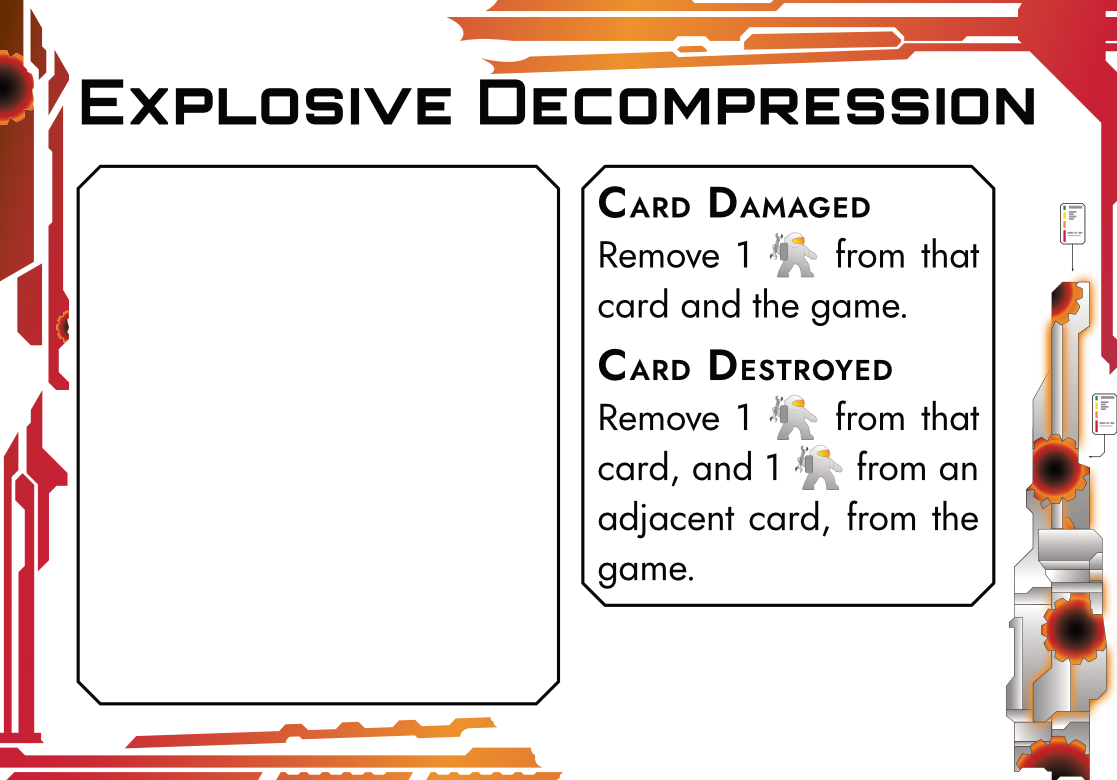 Explosive Decompression
Card Damaged
Remove 1 from that
card and the game.
Card Destroyed
Remove 1 from that
card, and 1 from an
adjacent card, from the
game.